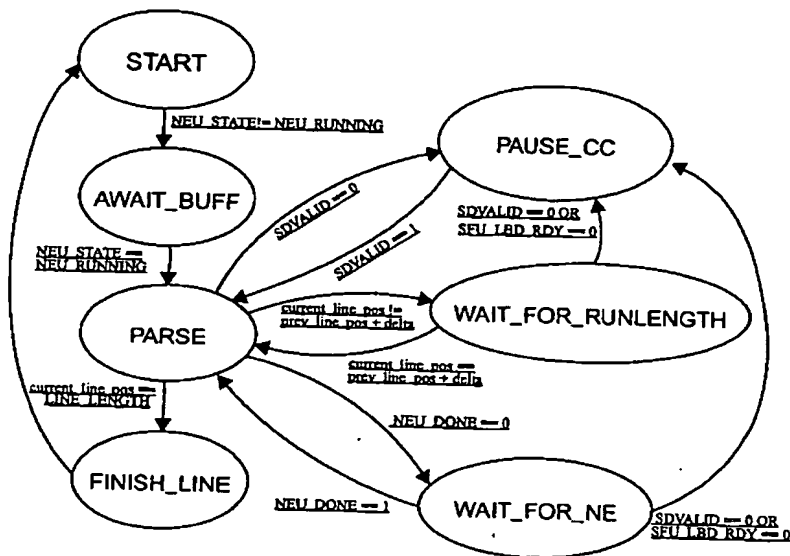 START
NEU_STATE != NEU_RUNNING
PAUSE_CC
AWAIT_BUFF
SDVALID == 0
SDVALID == 1
SDVALID == 0 OR
SFU_LBD_RDY == 0
NEU_STATE ==
NEU_RUNNING
current_line_pos !=
prev_line_pos + delta
WAIT_FOR_RUNLENGTH
PARSE
current_line_pos ==
prev_line_pos + delta
current_line_pos ==
LINE_LENGTH
NEU_DONE == 0
FINISH_LINE
NEU_DONE == 1
WAIT_FOR_NE
SDVALID == 0 OR
SFU_LBD_RDY == 0